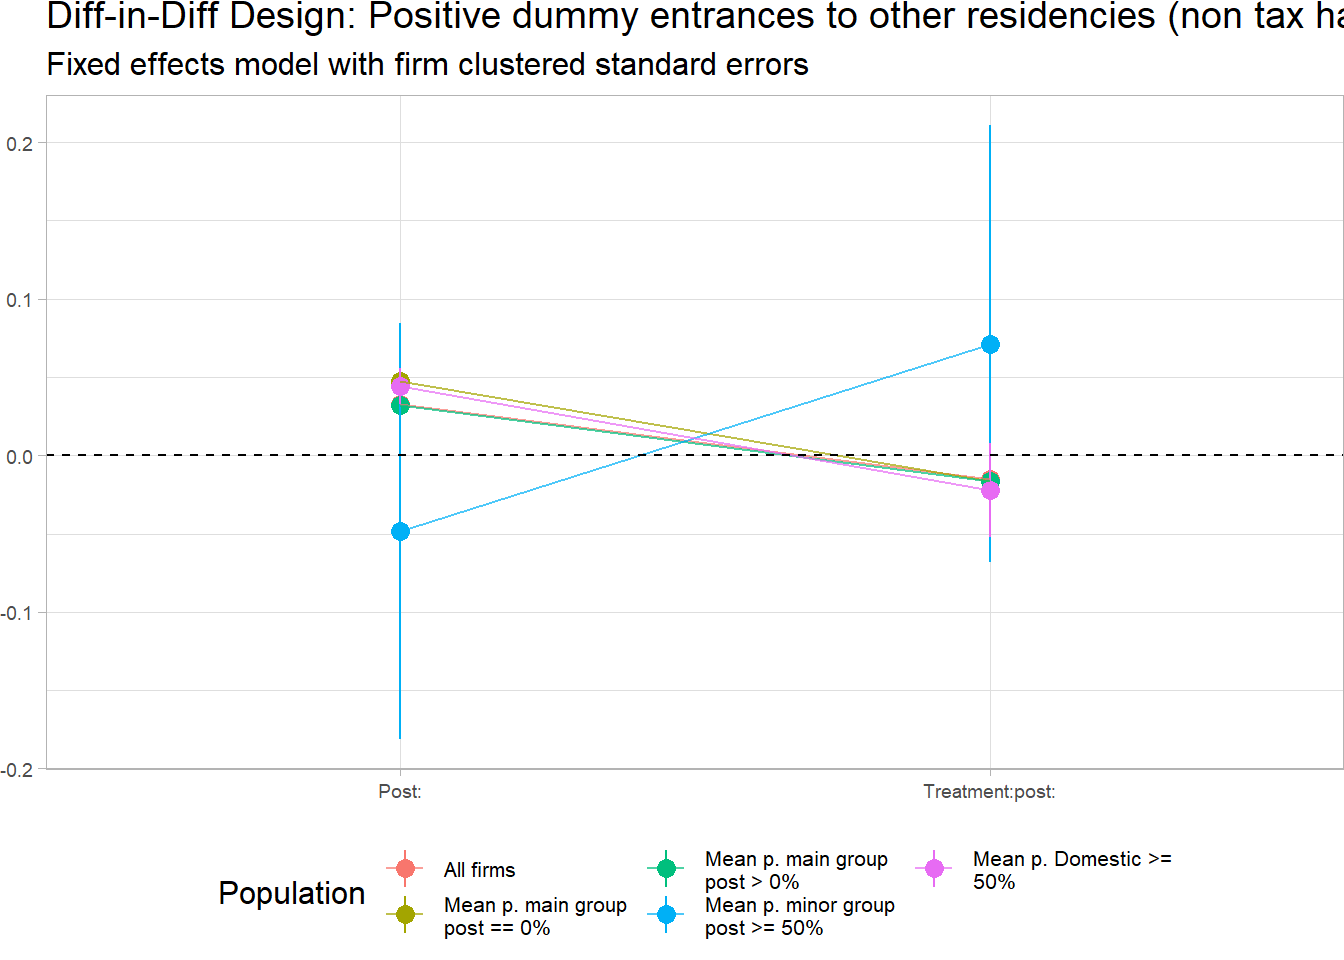 Diff-in-Diff Design: Positive dummy entrances to other residencies (non tax
Fixed effects model with firm clustered standard errors
0.2
0.1
0.0
-0.1
-0.2
Post:
Treatment:post:
Population
All firms
Mean p. main group
post == 0%
Mean p. main group
post > 0%
Mean p. minor group
post >= 50%
Mean p. Domestic >=
50%